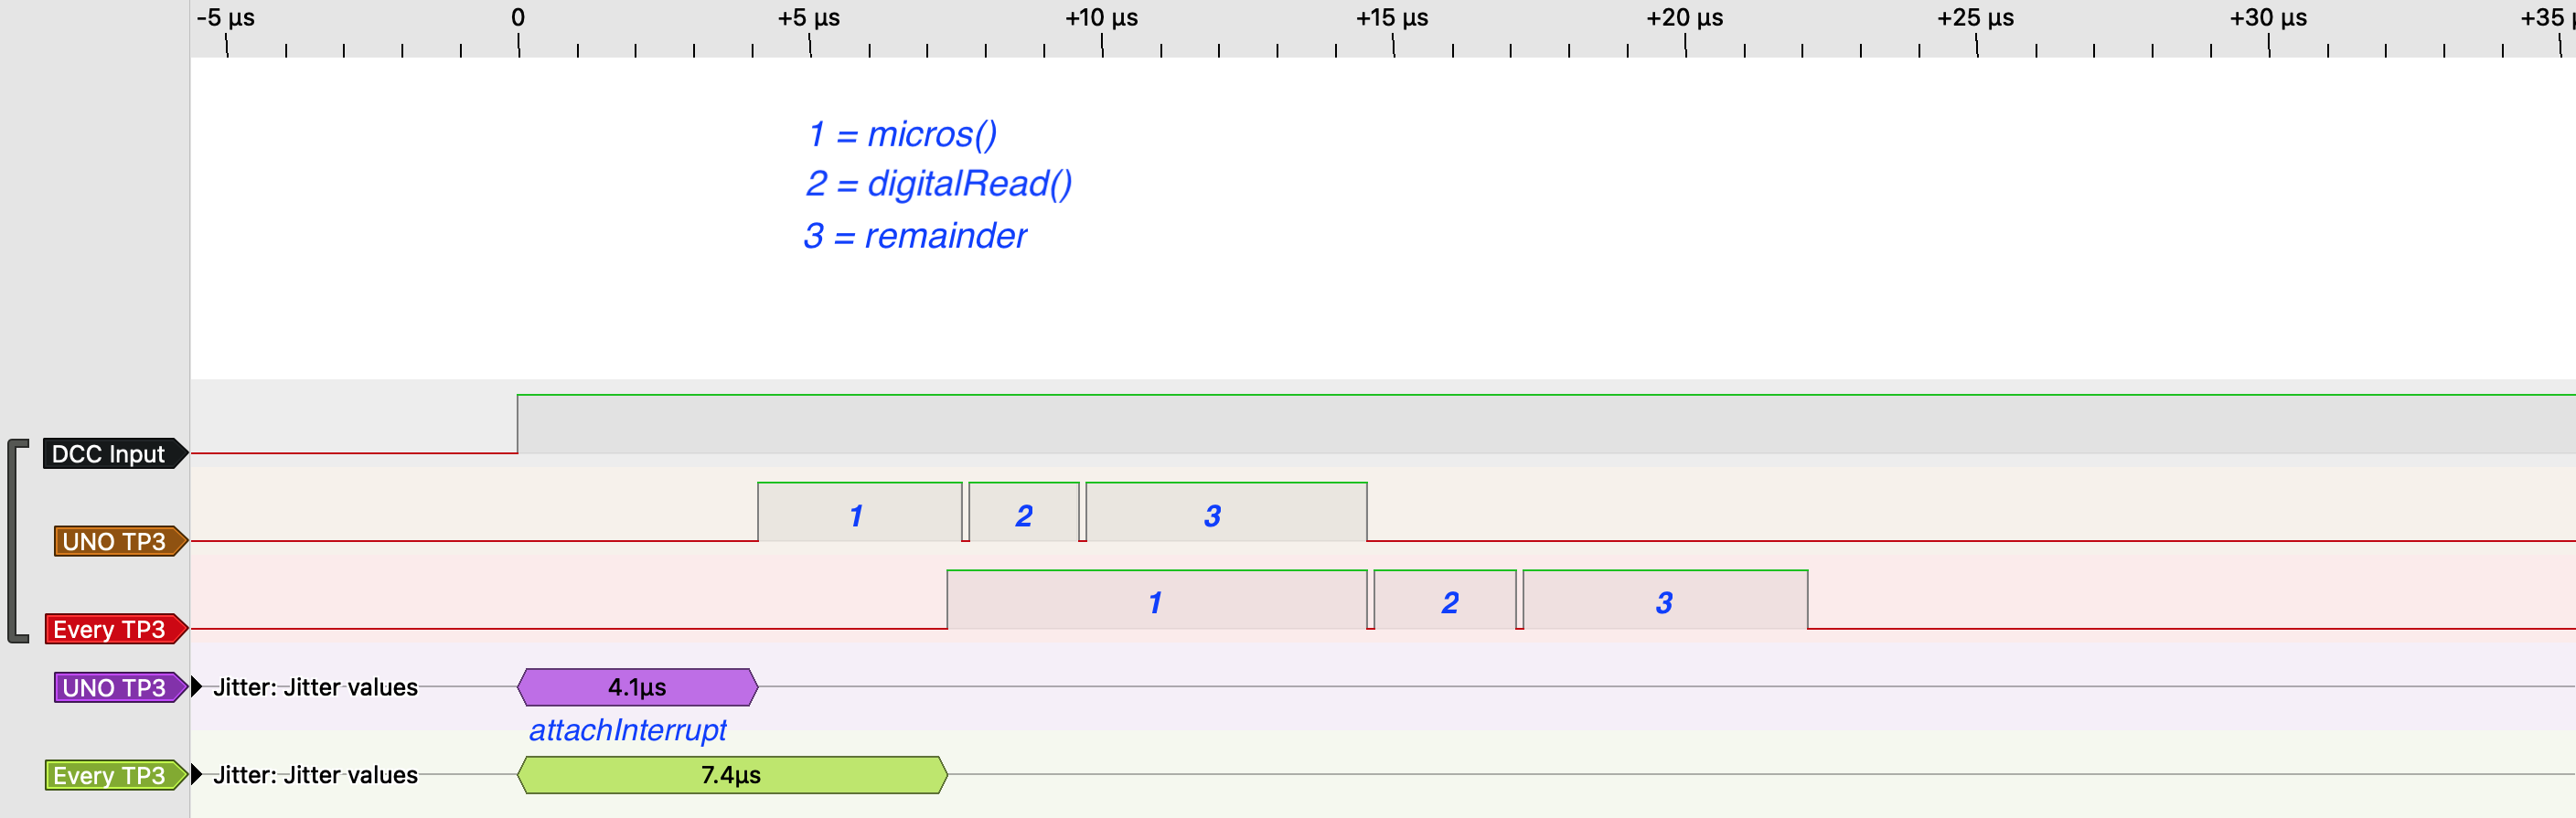 -5 µs 0 +5 µs +10 µs +15 µs +20 µs +25 µs +30 µs +35
1 = micros()
2 = digitalRead()
3 = remainder
DCC Input
UNO TP3 1 2 3
Every TP3 1 2 3
UNO TP3 Jitter: Jitter values 4.1µs
attachInterrupt
Every TP3 Jitter: Jitter values 7.4µs